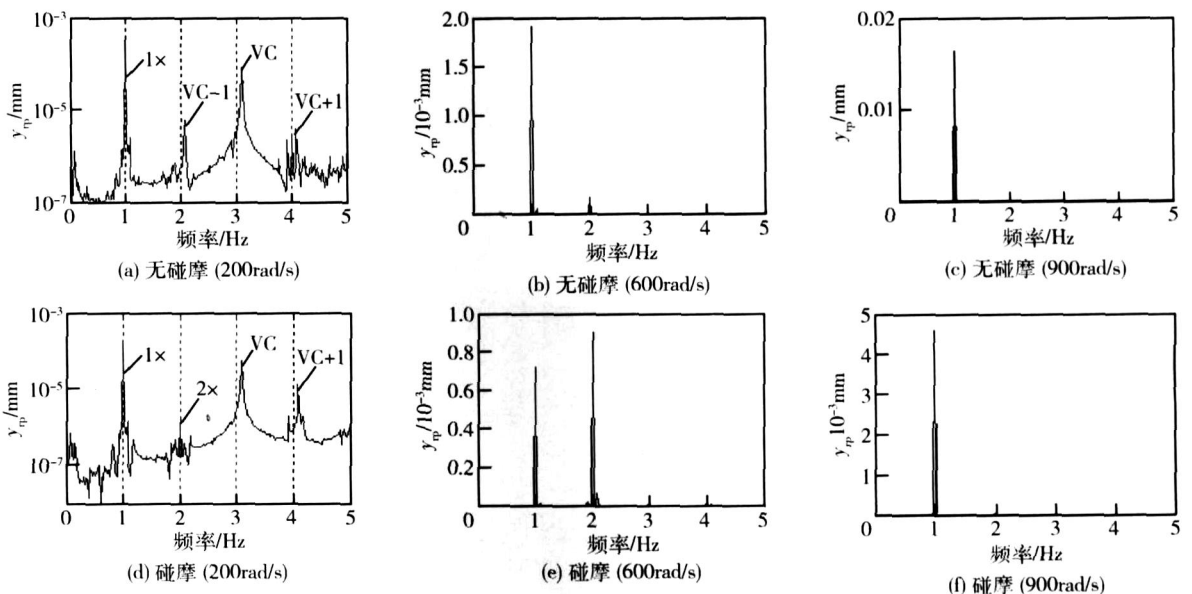 10⁻³
10⁻⁵
10⁻⁷
y_rp/mm
1×
VC−1
VC
VC+1
0 1 2 3 4 5
频率/Hz
(a) 无碰摩 (200rad/s)
2.0
1.5
1.0
0.5
0
y_rp/10⁻³mm
1 2 3 4 5
频率/Hz
(b) 无碰摩 (600rad/s)
0.02
0.01
0
y_rp/mm
1 2 3 4 5
频率/Hz
(c) 无碰摩 (900rad/s)
10⁻³
10⁻⁵
10⁻⁷
y_rp/mm
1×
2×
VC
VC+1
0 1 2 3 4 5
频率/Hz
(d) 碰摩 (200rad/s)
1.0
0.8
0.6
0.4
0.2
0
y_rp/10⁻³mm
1 2 3 4 5
频率/Hz
(e) 碰摩 (600rad/s)
5
4
3
2
1
0
y_rp 10⁻³mm
1 2 3 4 5
频率/Hz
(f) 碰摩 (900rad/s)